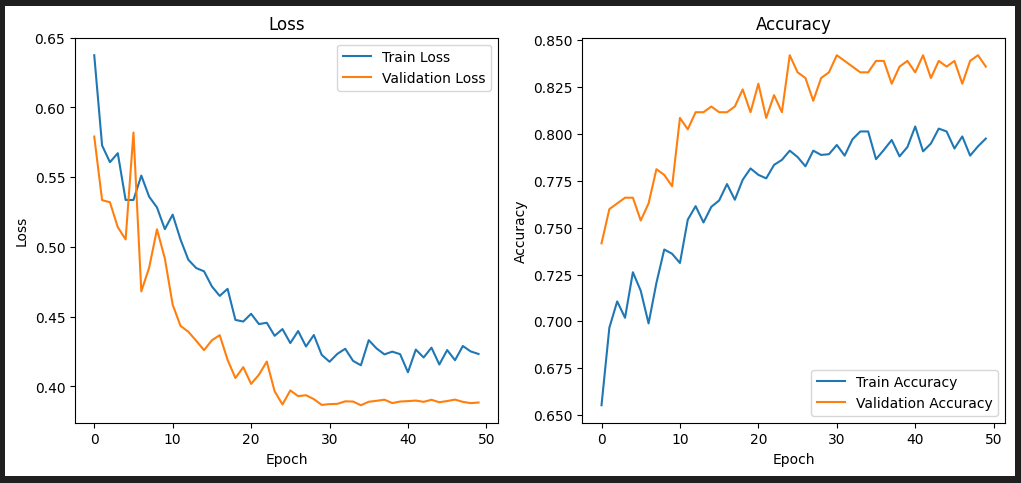 Loss
Train Loss
Validation Loss
0.65
0.60
0.55
0.50
0.45
0.40
Loss
0
10
20
30
40
50
Epoch
Accuracy
0.850
0.825
0.800
0.775
0.750
0.725
0.700
0.675
0.650
Accuracy
Train Accuracy
Validation Accuracy
0
10
20
30
40
50
Epoch